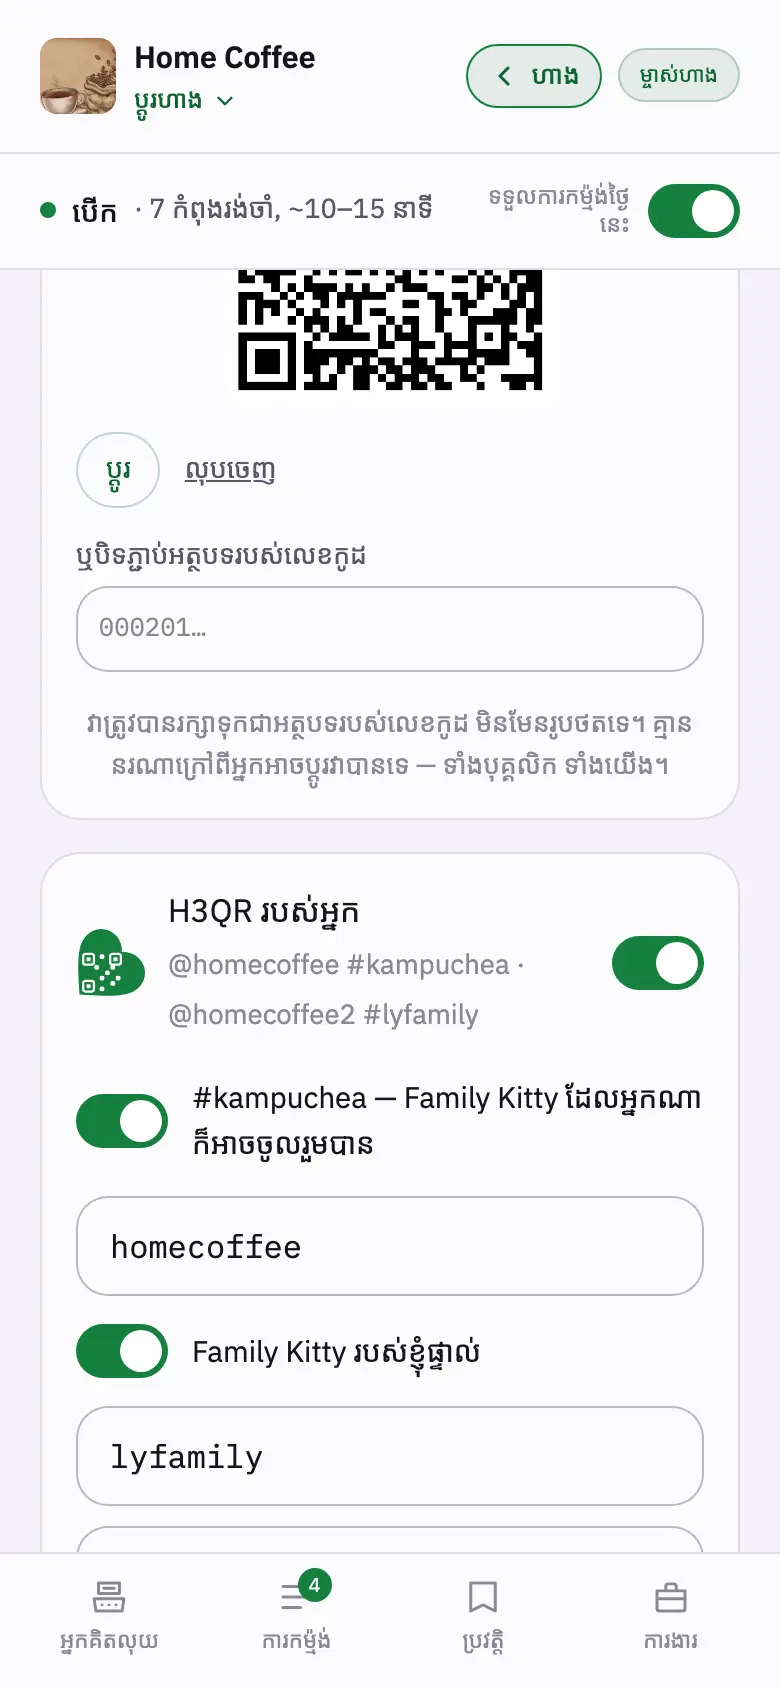 Home Coffee
ប្ដូរហាង
ហាង
ម្ចាស់ហាង
បើក · 7 កំពុងរង់ចាំ, ~10–15 នាទី
ទទួលការកម្ម៉ង់ថ្ងៃ
នេះ
ប្ដូរ
លុបចេញ
ឬបិទភ្ជាប់អត្ថបទរបស់លេខកូដ
000201…
វាត្រូវបានរក្សាទុកជាអត្ថបទរបស់លេខកូដ មិនមែនរូបថតទេ។ គ្មាន
នរណាក្រៅពីអ្នកអាចប្ដូរវាបានទេ — ទាំងបុគ្គលិក ទាំងយើង។
H3QR របស់អ្នក
@homecoffee #kampuchea ·
@homecoffee2 #lyfamily
#kampuchea — Family Kitty ដែលអ្នកណា
ក៏អាចចូលរួមបាន
homecoffee
Family Kitty របស់ខ្ញុំផ្ទាល់
lyfamily
4
អ្នកគិតលុយ
ការកម្ម៉ង់
ប្រវត្តិ
ការងារ